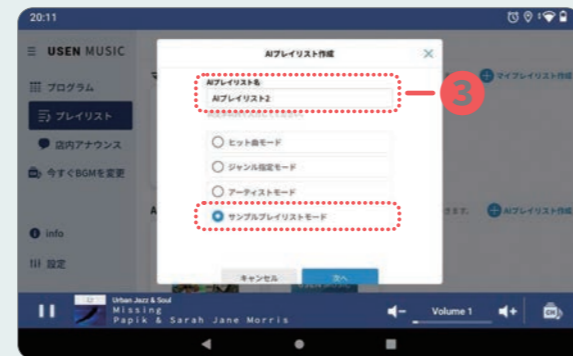 20:11
USEN MUSIC
プログラム
プレイリスト
店内アナウンス
今すぐBGMを変更
info
設定
AIプレイリスト作成
AIプレイリスト名
AIプレイリスト2
ヒット曲モード
ジャンル指定モード
アーティストモード
サンプルプレイリストモード
キャンセル
次へ
3
マイプレイリスト作成
きます。
AIプレイリスト作成
Urban Jazz & Soul
Missing
Papik & Sarah Jane Morris
Volume 1
CH